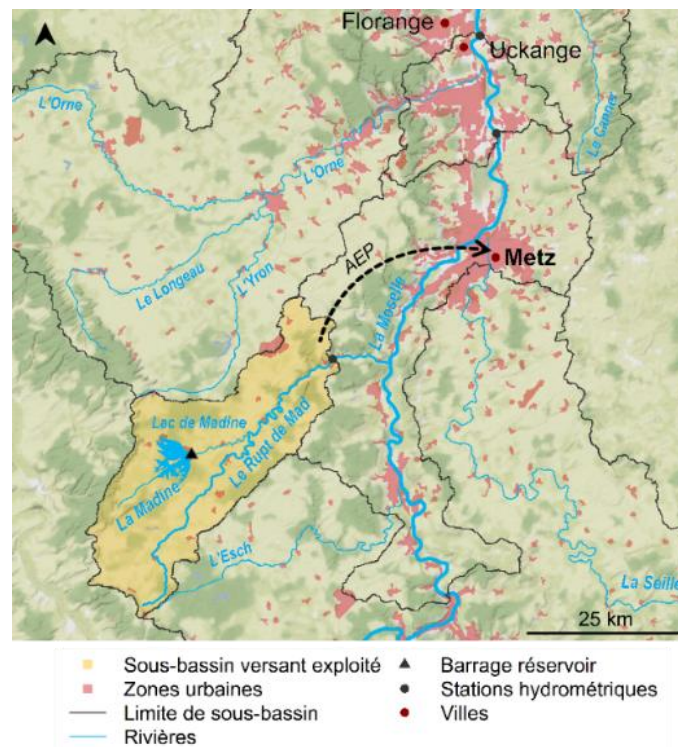 Florange
Uckange
L'Orne
L'Orne
Le Canner
AEP
Metz
Le Longeau
L'Yron
La Moselle
Lac de Madine
Le Rupt de Mad
La Madine
L'Esch
La Seille
25 km
Sous-bassin versant exploité
Barrage réservoir
Zones urbaines
Stations hydrométriques
Limite de sous-bassin
Villes
Rivières